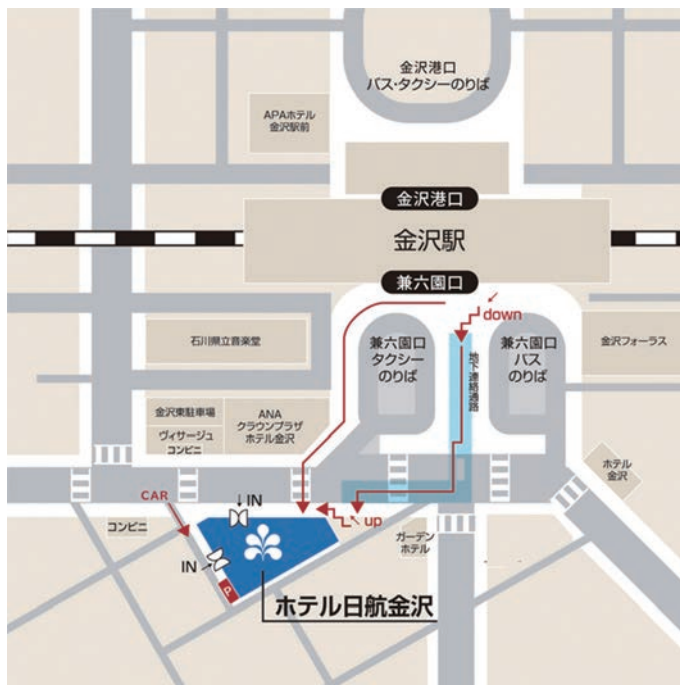 金沢港口
バス・タクシーのりば
APAホテル
金沢駅前
金沢港口
金沢駅
兼六園口
down
石川県立音楽堂
兼六園口
タクシー
のりば
地下連絡通路
兼六園口
バス
のりば
金沢フォーラス
金沢東駐車場
ヴィサージュ
コンビニ
ANA
クラウンプラザ
ホテル金沢
ホテル
金沢
CAR
IN
コンビニ
up
ガーデン
ホテル
IN
P
ホテル日航金沢